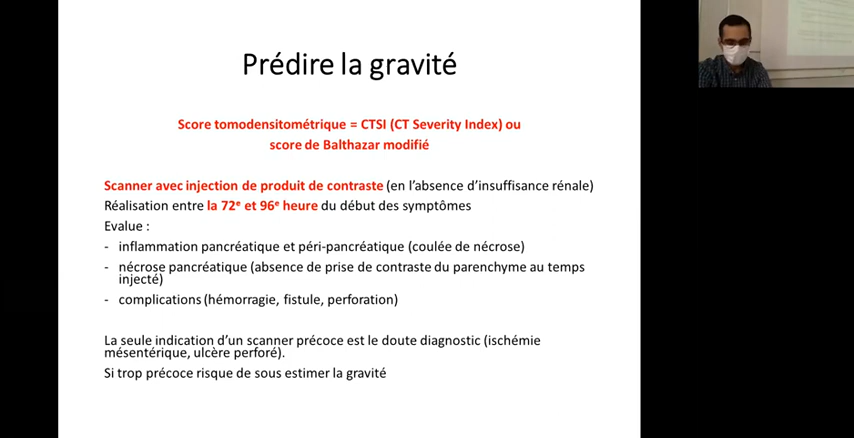 Prédire la gravité
Score tomodensitométrique = CTSI (CT Severity Index) ou
score de Balthazar modifié
Scanner avec injection de produit de contraste (en l'absence d'insuffisance rénale)
Réalisation entre la 72e et 96e heure du début des symptômes
Evalue :
- inflammation pancréatique et péri-pancréatique (coulée de nécrose)
- nécrose pancréatique (absence de prise de contraste du parenchyme au temps
injecté)
- complications (hémorragie, fistule, perforation)
La seule indication d'un scanner précoce est le doute diagnostic (ischémie
mésentérique, ulcère perforé).
Si trop précoce risque de sous estimer la gravité